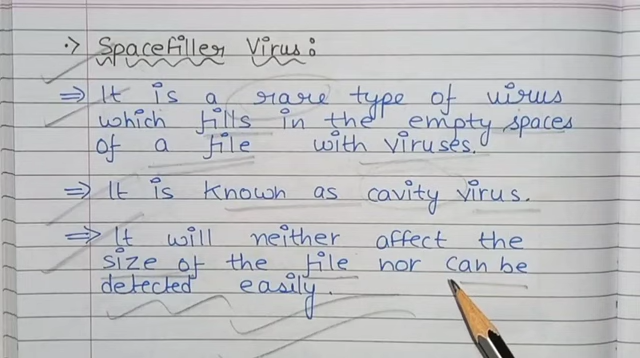 :> Spacefiller Virus:
⇒ It is a rare type of virus
which fills in the empty spaces
of a file with viruses.
⇒ It is known as cavity virus.
⇒ It will neither affect the
size of the file nor can be
detected easily.